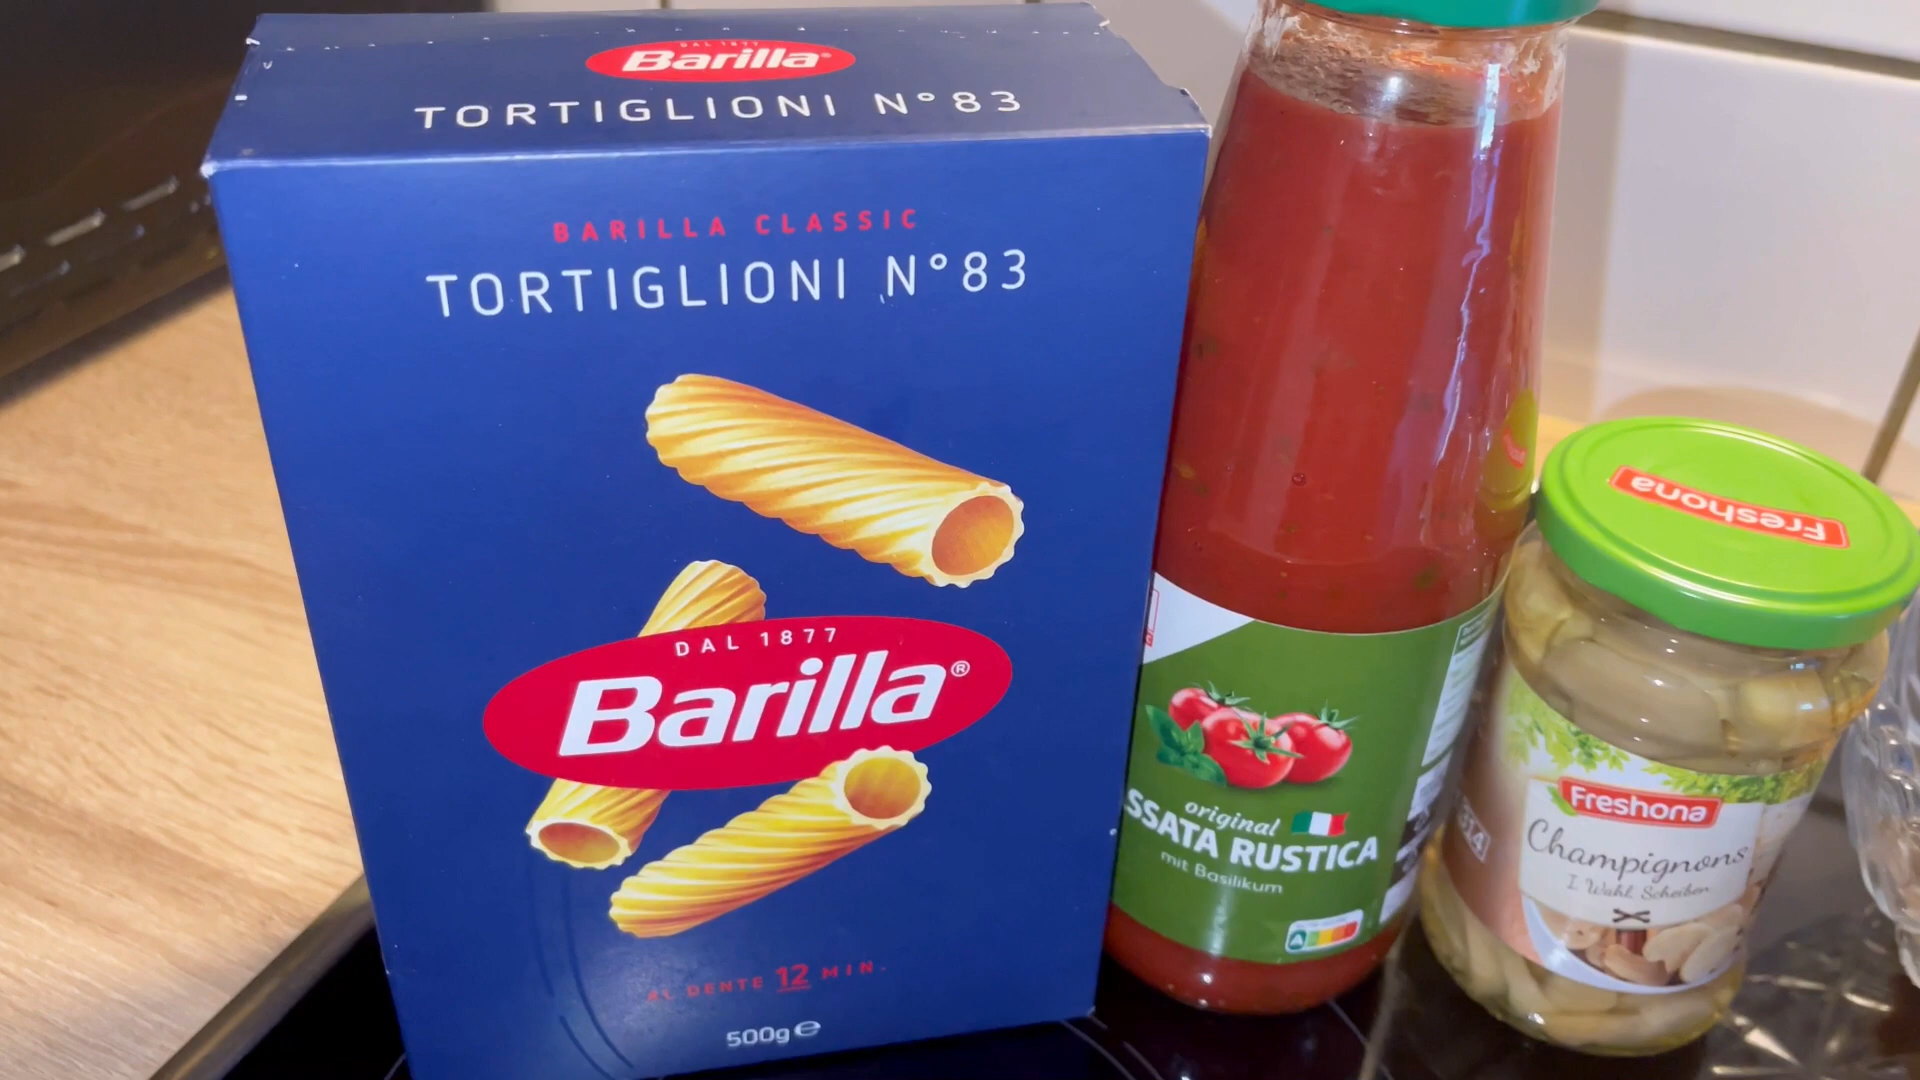 DAL 1877
Barilla®
TORTIGLIONI N°83
BARILLA CLASSIC
TORTIGLIONI N°83
DAL 1877
Barilla®
AL DENTE 12 MIN.
500g e
original
SSATA RUSTICA
mit Basilikum
A
Freshona
Freshona
Champignons
I. Wahl Scheiben
314